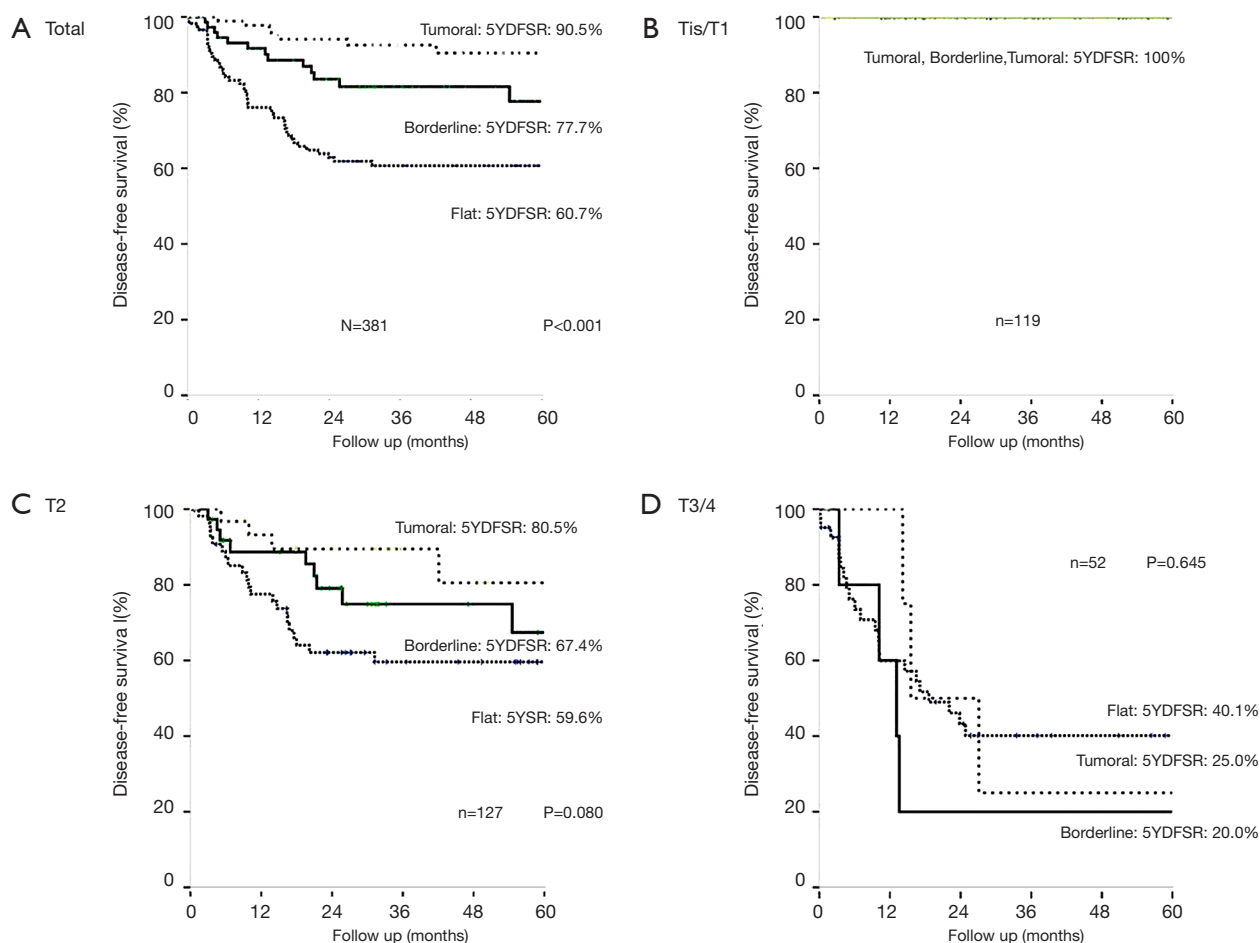 A Total
100
80
60
40
20
0
Disease-free survival (%)
Tumoral: 5YDFSR: 90.5%
Borderline: 5YDFSR: 77.7%
Flat: 5YDFSR: 60.7%
N=381 P<0.001
0 12 24 36 48 60
Follow up (months)
B Tis/T1
100
80
60
40
20
0
Disease-free survival (%)
Tumoral, Borderline,Tumoral: 5YDFSR: 100%
n=119
0 12 24 36 48 60
Follow up (months)
C T2
100
80
60
40
20
0
Disease-free surviva l(%)
Tumoral: 5YDFSR: 80.5%
Borderline: 5YDFSR: 67.4%
Flat: 5YSR: 59.6%
n=127 P=0.080
0 12 24 36 48 60
Follow up (months)
D T3/4
100
80
60
40
20
0
Disease-free survival (%)
n=52 P=0.645
Flat: 5YDFSR: 40.1%
Tumoral: 5YDFSR: 25.0%
Borderline: 5YDFSR: 20.0%
0 12 24 36 48 60
Follow up (months)